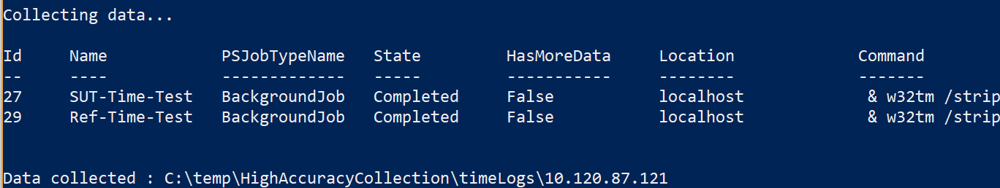 Collecting data...
Id     Name            PSJobTypeName   State         HasMoreData     Location             Command
--     ----            -------------   -----         -----------     --------             -------
27     SUT-Time-Test   BackgroundJob   Completed     False           localhost             & w32tm /strip
29     Ref-Time-Test   BackgroundJob   Completed     False           localhost             & w32tm /strip
Data collected : C:\temp\HighAccuracyCollection\timeLogs\10.120.87.121